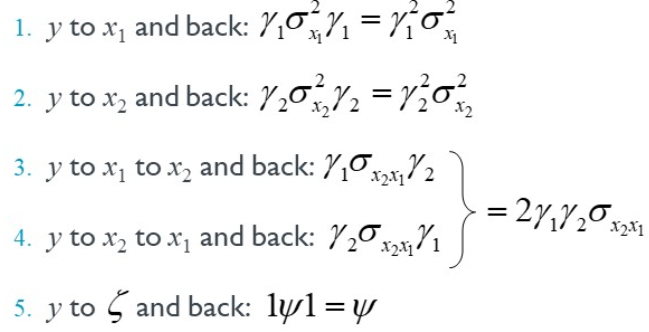 1. y to x₁ and back: γ₁σ²ₓ₁γ₁ = γ₁²σ²ₓ₁
2. y to x₂ and back: γ₂σ²ₓ₂γ₂ = γ₂²σ²ₓ₂
3. y to x₁ to x₂ and back: γ₁σₓ₂ₓ₁γ₂
= 2γ₁γ₂σₓ₂ₓ₁
4. y to x₂ to x₁ and back: γ₂σₓ₂ₓ₁γ₁
5. y to ζ and back: 1ψ1 = ψ